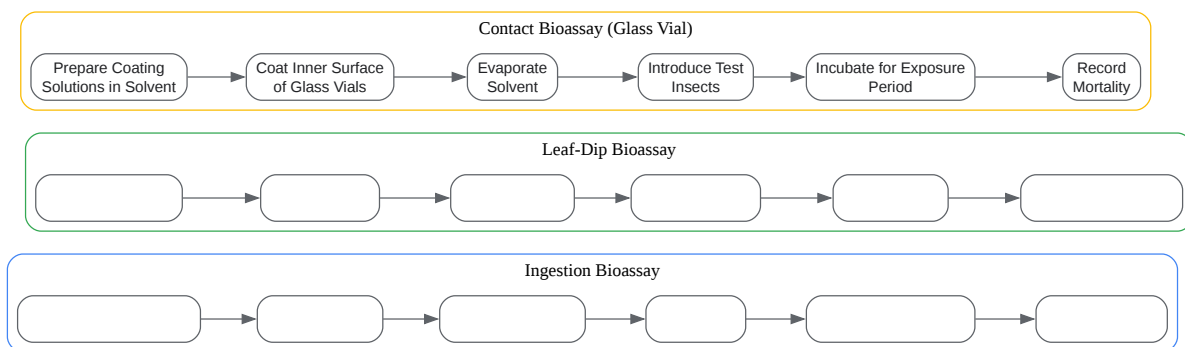 Contact Bioassay (Glass Vial)
Prepare Coating
Solutions in Solvent
Coat Inner Surface
of Glass Vials
Evaporate
Solvent
Introduce Test
Insects
Incubate for Exposure
Period
Record
Mortality
Leaf-Dip Bioassay
Ingestion Bioassay